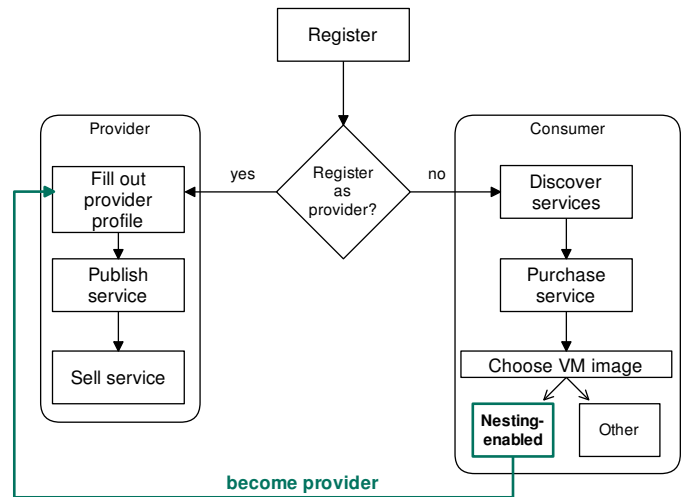 Register
Provider
Consumer
yes
Register
as
provider?
no
Fill out
provider
profile
Discover
services
Publish
service
Purchase
service
Sell service
Choose VM image
Nesting-
enabled
Other
become provider